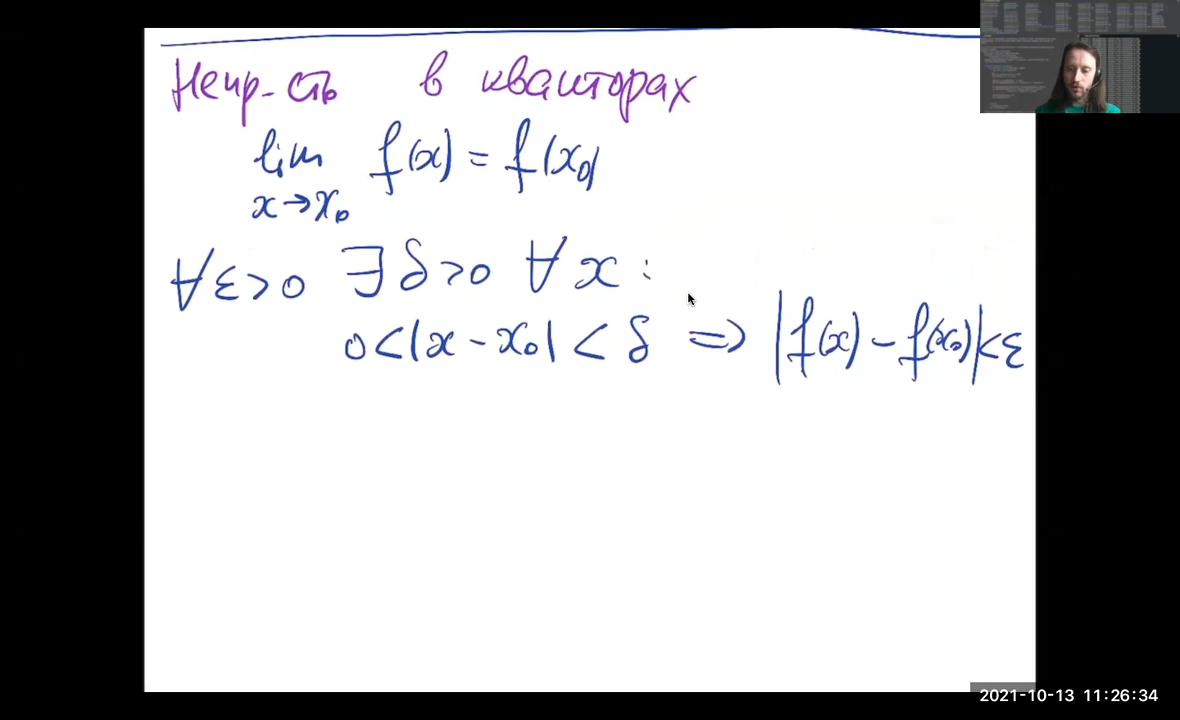 Непр-сть в кванторах
lim f(x) = f(x₀)
x→x₀
∀ε>0 ∃δ>0 ∀x:
0<|x-x₀|<δ ⇒ |f(x)-f(x₀)|<ε
2021-10-13 11:26:34